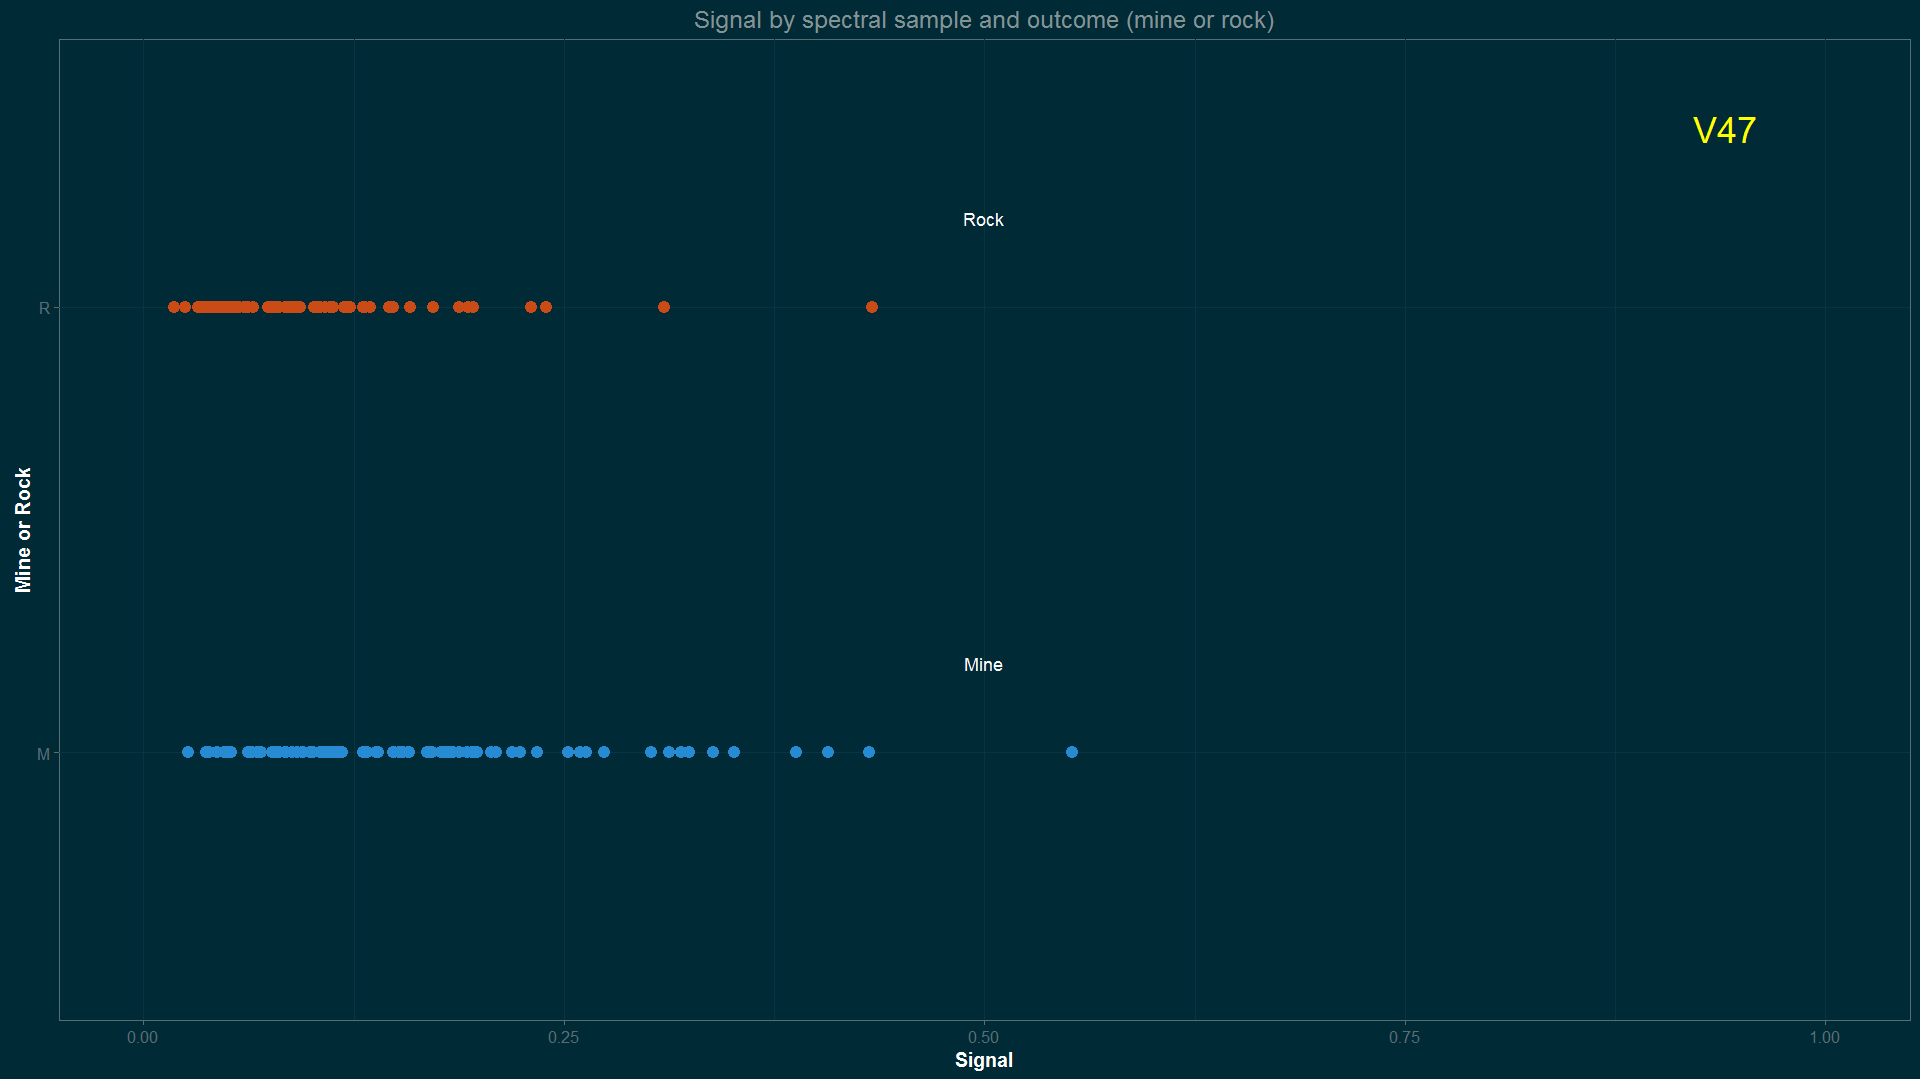 Signal by spectral sample and outcome (mine or rock)
V47
Rock
R
Mine or Rock
Mine
M
0.00 0.25 0.50 0.75 1.00
Signal